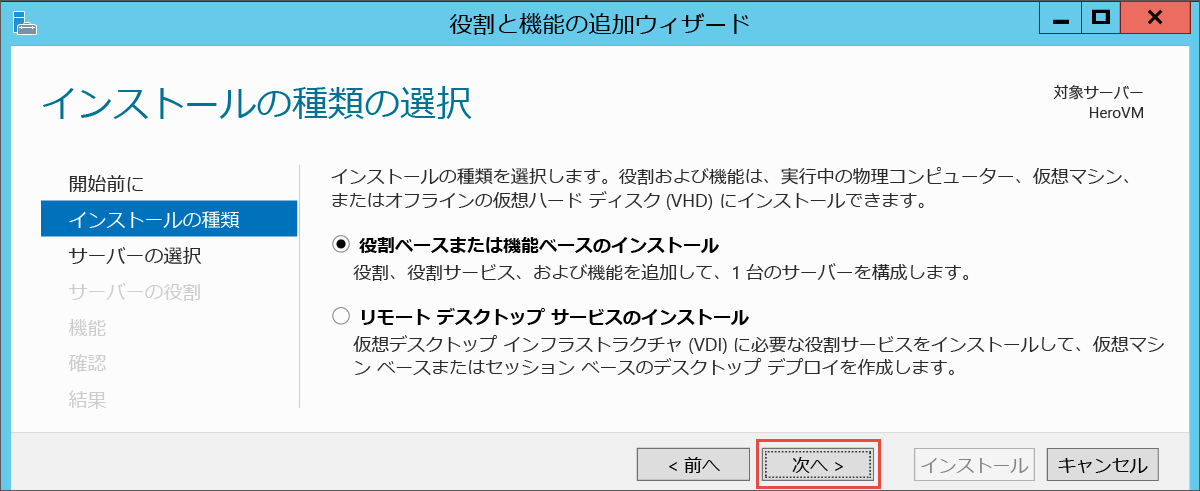 役割と機能の追加ウィザード
インストールの種類の選択
対象サーバー
HeroVM
開始前に
インストールの種類
サーバーの選択
サーバーの役割
機能
確認
結果
インストールの種類を選択します。役割および機能は、実行中の物理コンピューター、仮想マシン、
またはオフラインの仮想ハード ディスク (VHD) にインストールできます。
役割ベースまたは機能ベースのインストール
役割、役割サービス、および機能を追加して、1 台のサーバーを構成します。
リモート デスクトップ サービスのインストール
仮想デスクトップ インフラストラクチャ (VDI) に必要な役割サービスをインストールして、仮想マシ
ン ベースまたはセッション ベースのデスクトップ デプロイを作成します。
< 前へ
次へ >
インストール
キャンセル